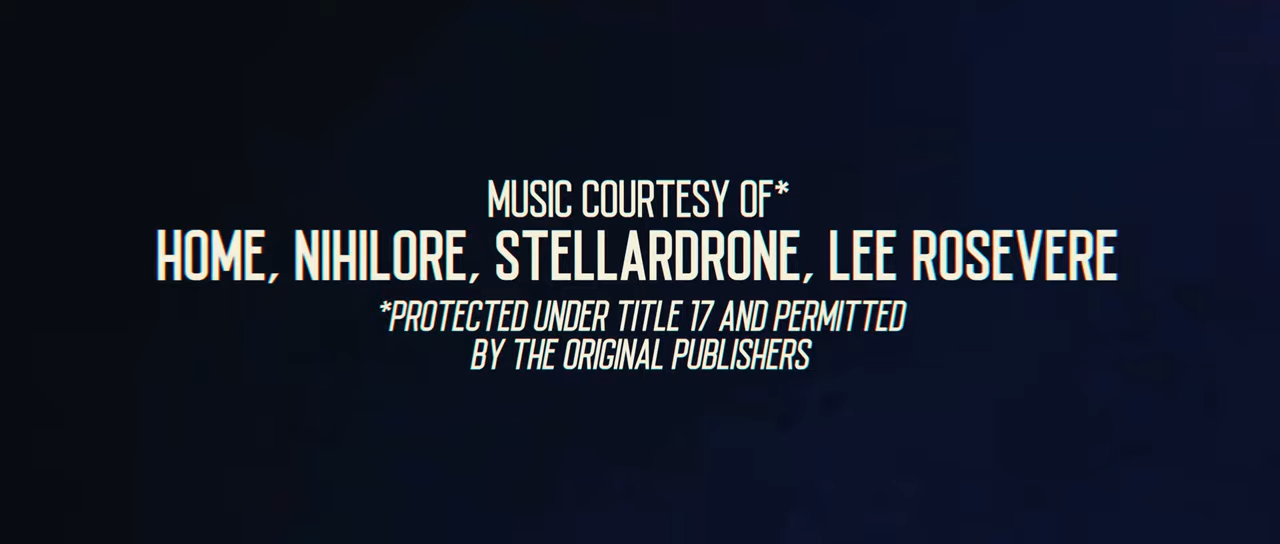 MUSIC COURTESY OF*
HOME, NIHILORE, STELLARDRONE, LEE ROSEVERE
*PROTECTED UNDER TITLE 17 AND PERMITTED
BY THE ORIGINAL PUBLISHERS